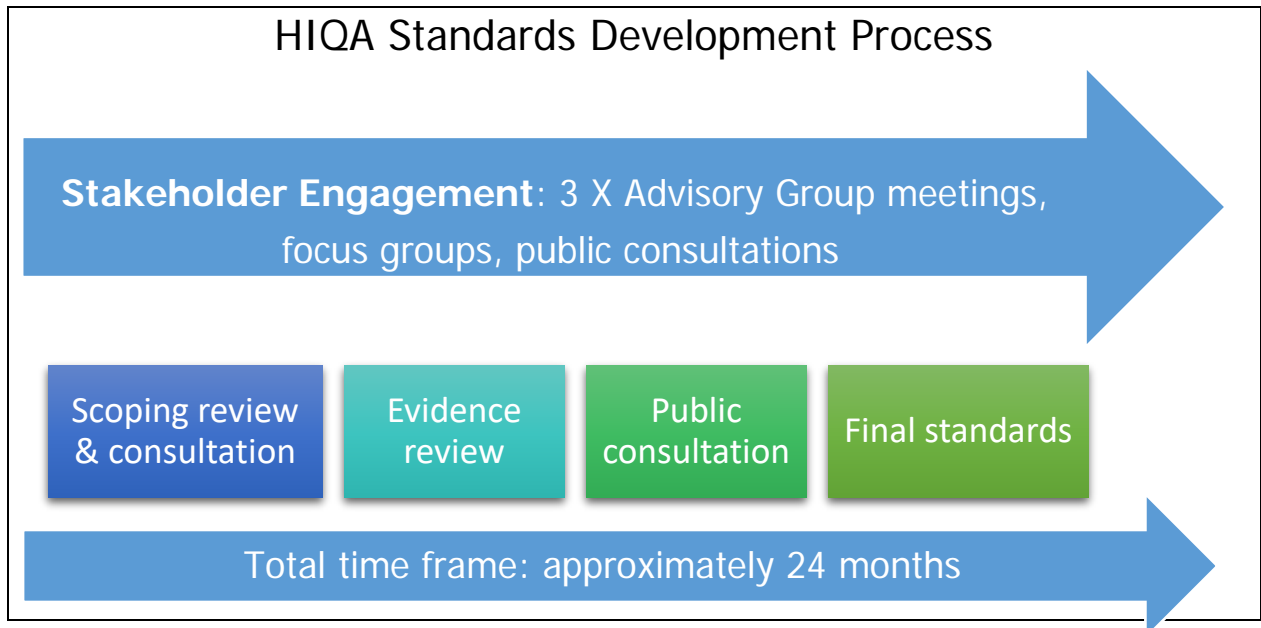 HIQA Standards Development Process
Stakeholder Engagement: 3 X Advisory Group meetings,
focus groups, public consultations
Scoping review
& consultation
Evidence
review
Public
consultation
Final standards
Total time frame: approximately 24 months